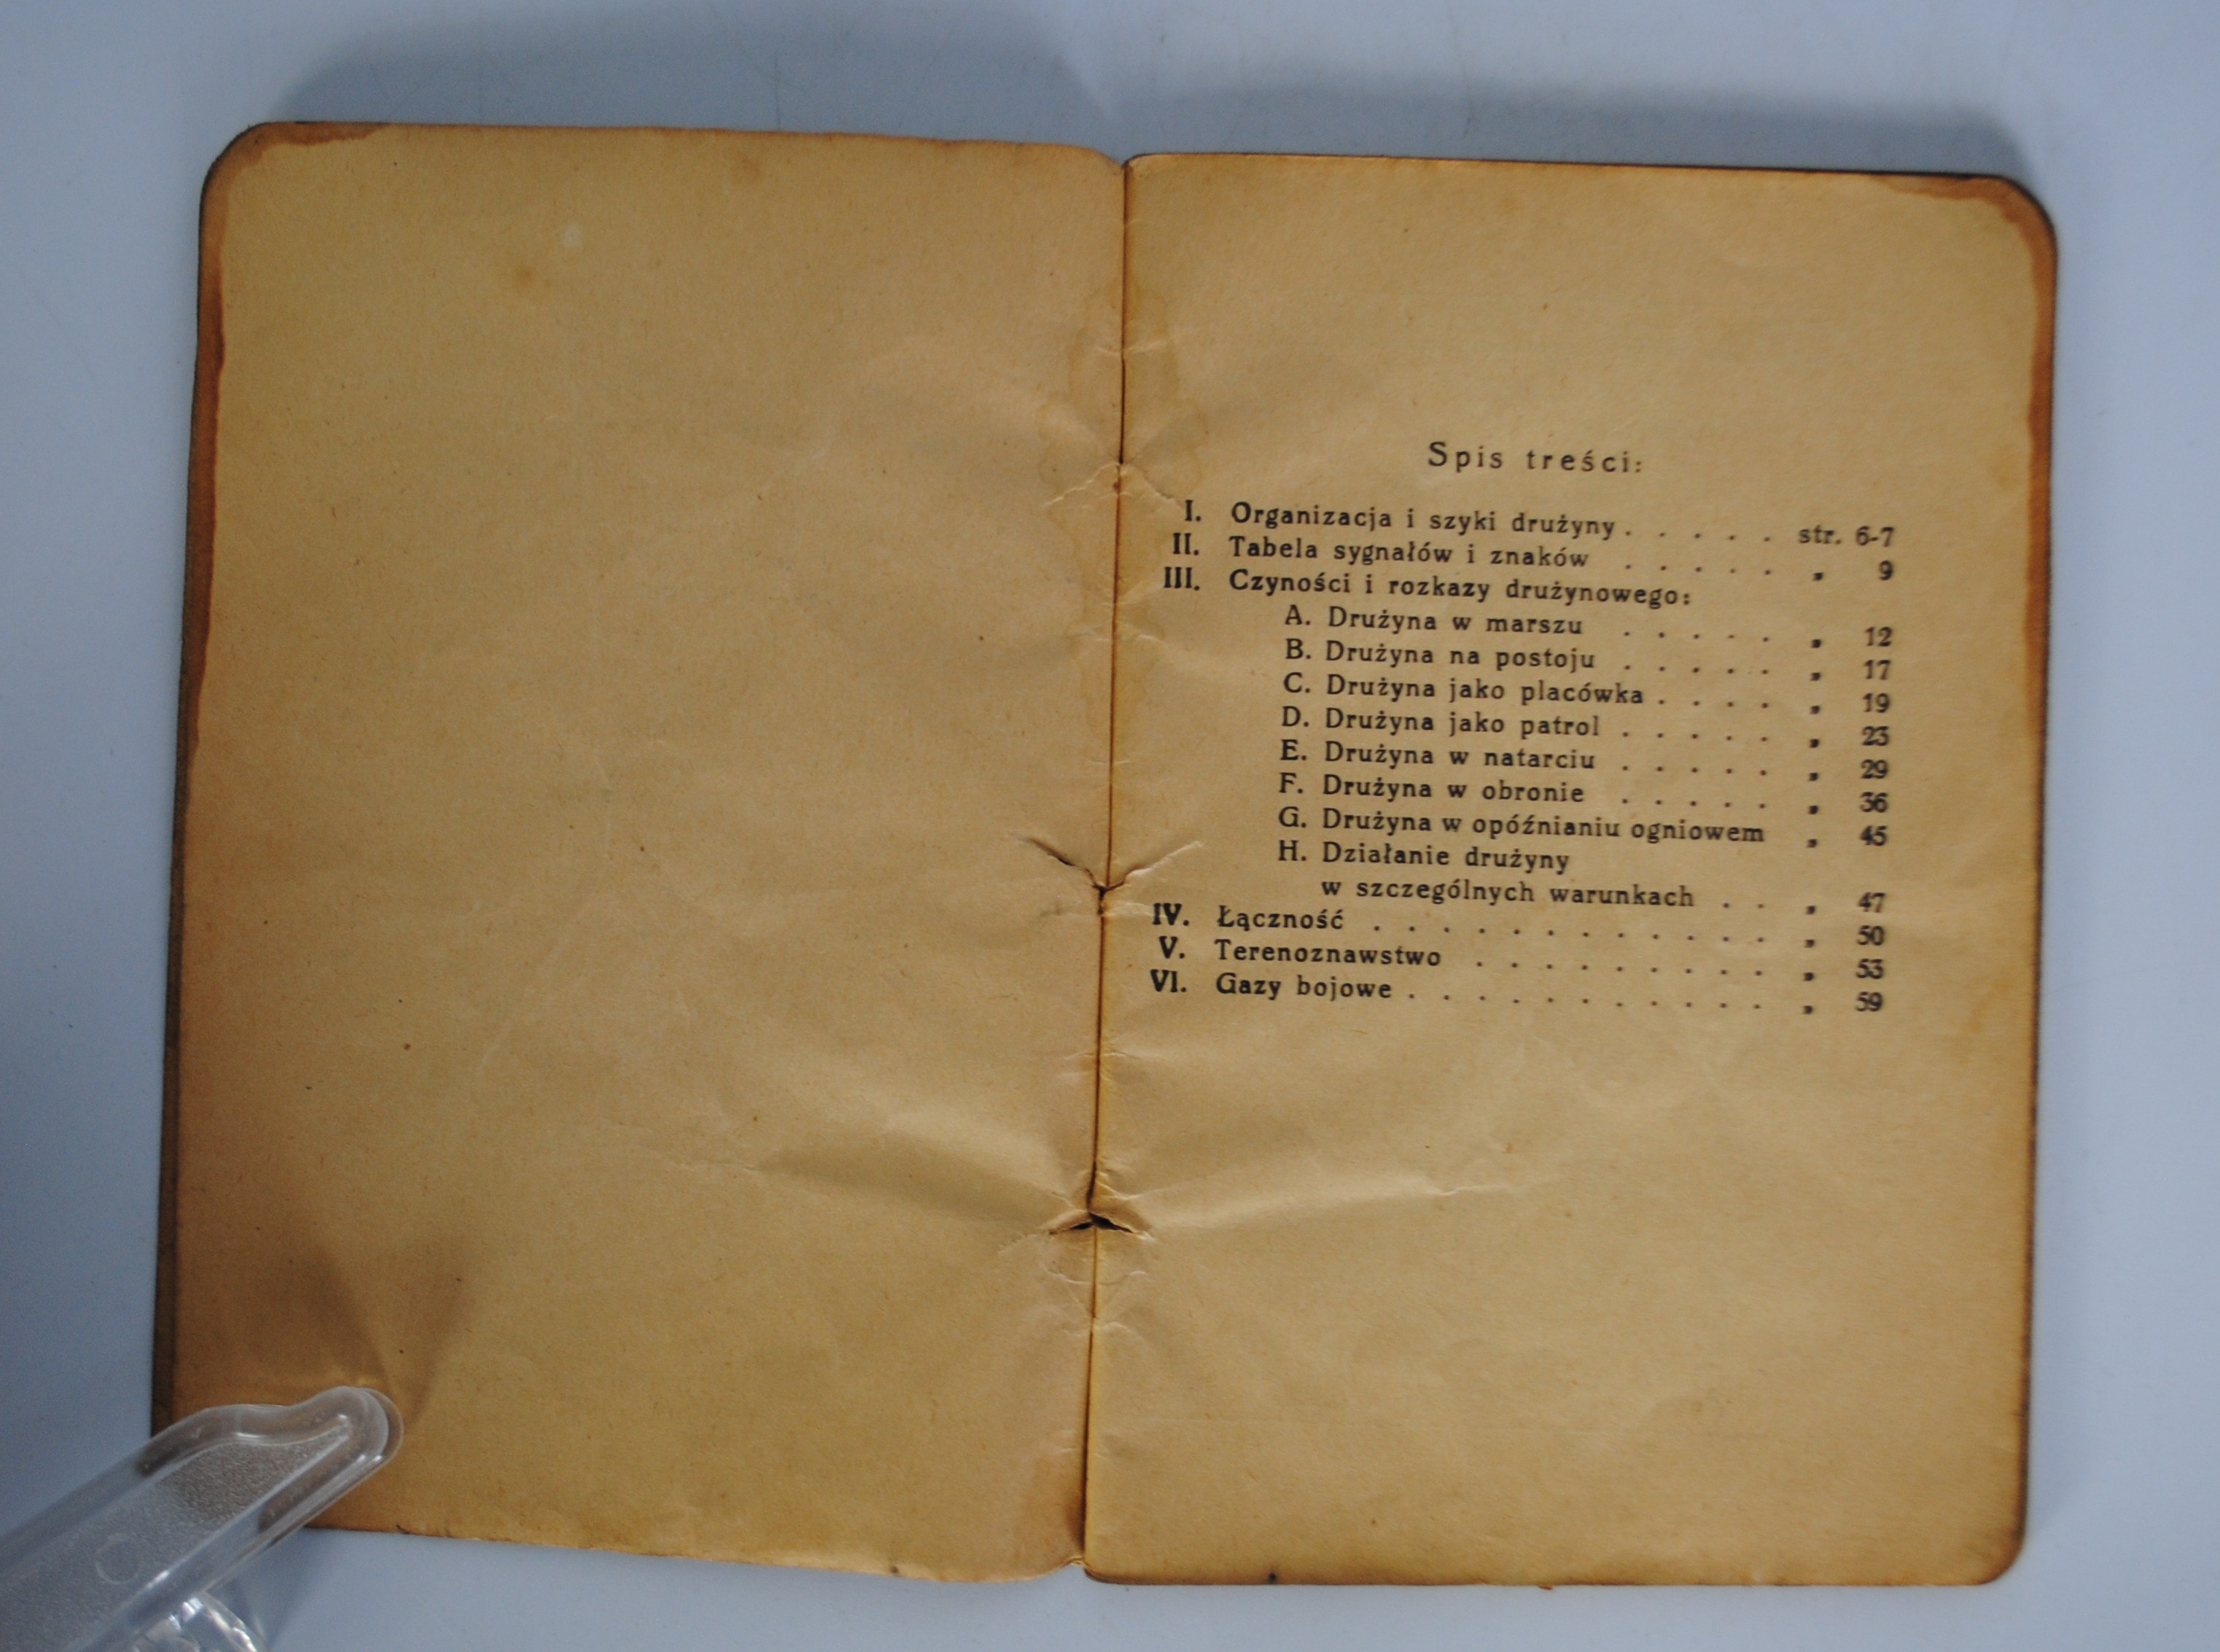 Spis treści:
I. Organizacja i szyki drużyny . . . . . str. 6-7
II. Tabela sygnałów i znaków . . . . . „ 9
III. Czyności i rozkazy drużynowego:
A. Drużyna w marszu . . . . . „ 12
B. Drużyna na postoju . . . . . „ 17
C. Drużyna jako placówka . . . . „ 19
D. Drużyna jako patrol . . . . . „ 23
E. Drużyna w natarciu . . . . . „ 29
F. Drużyna w obronie . . . . . „ 36
G. Drużyna w opóźnianiu ogniowem „ 45
H. Działanie drużyny
w szczególnych warunkach . . „ 47
IV. Łączność . . . . . . . . . . . . „ 50
V. Terenoznawstwo . . . . . . . . . „ 53
VI. Gazy bojowe . . . . . . . . . . . „ 59